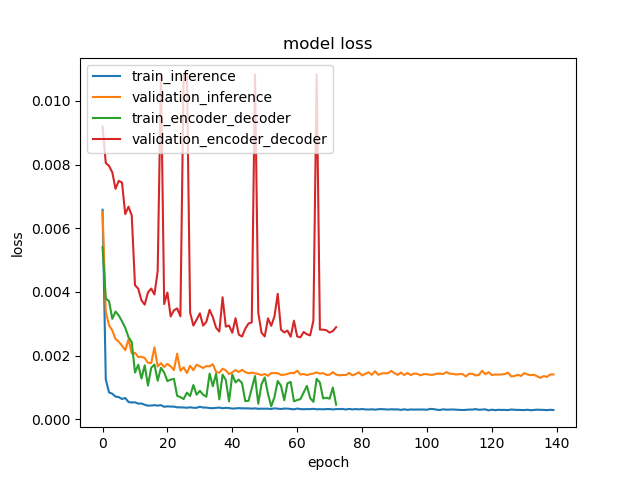 model loss
train_inference
validation_inference
train_encoder_decoder
validation_encoder_decoder
loss
0.010
0.008
0.006
0.004
0.002
0.000
0 20 40 60 80 100 120 140
epoch